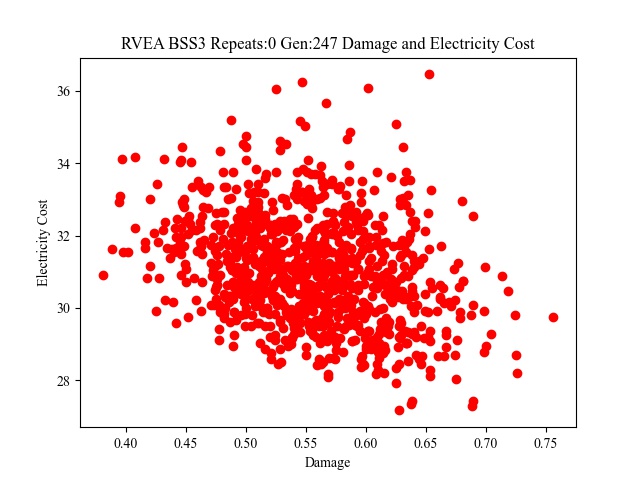 RVEA BSS3 Repeats:0 Gen:247 Damage and Electricity Cost
Electricity Cost
36
34
32
30
28
0.40 0.45 0.50 0.55 0.60 0.65 0.70 0.75
Damage